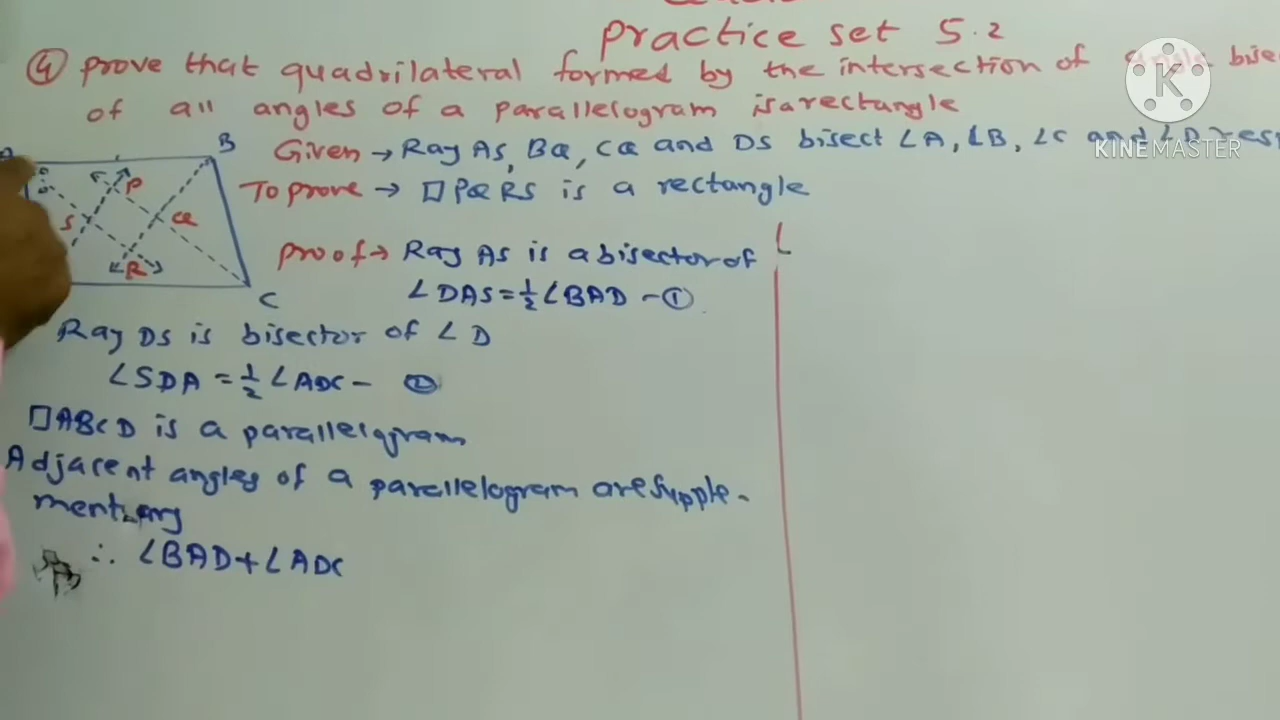 Practice set 5.2
④ prove that quadrilateral formed by the intersection of angle bise
of all angles of a parallelogram is a rectangle
Given → Ray AS, BQ, CQ and DS bisect ∠A, ∠B, ∠C and ∠D resp
To prove → □PQRS is a rectangle
B
P
S
Q
R
C
proof → Ray AS is a bisector of
∠DAS = 1/2 ∠BAD - ①
Ray DS is bisector of ∠D
∠SDA = 1/2 ∠ADC - ②
□ABCD is a parallelogram
Adjacent angles of a parallelogram are supple-
mentary
∴ ∠BAD + ∠ADC
K
KINEMASTER